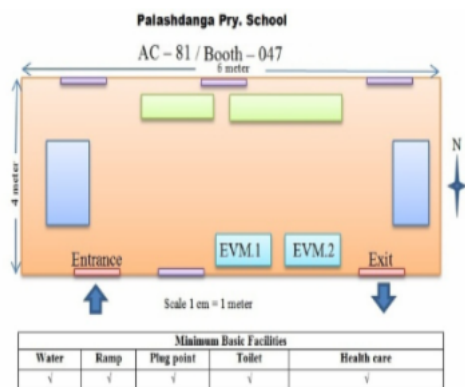 Palashdanga Pry. School
AC – 81 / Booth – 047
6 meter
4 meter
N
Entrance
EVM.1
EVM.2
Exit
Scale 1 cm = 1 meter
Minimum Basic Facilities
Water Ramp Plug point Toilet Health care
√ √ √ √ √